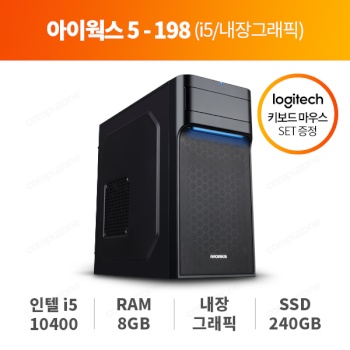 아이웍스 5 - 198 (i5/내장그래픽)
logitech
키보드 마우스
SET 증정
IWORKS
인텔 i5
10400
RAM
8GB
내장
그래픽
SSD
240GB